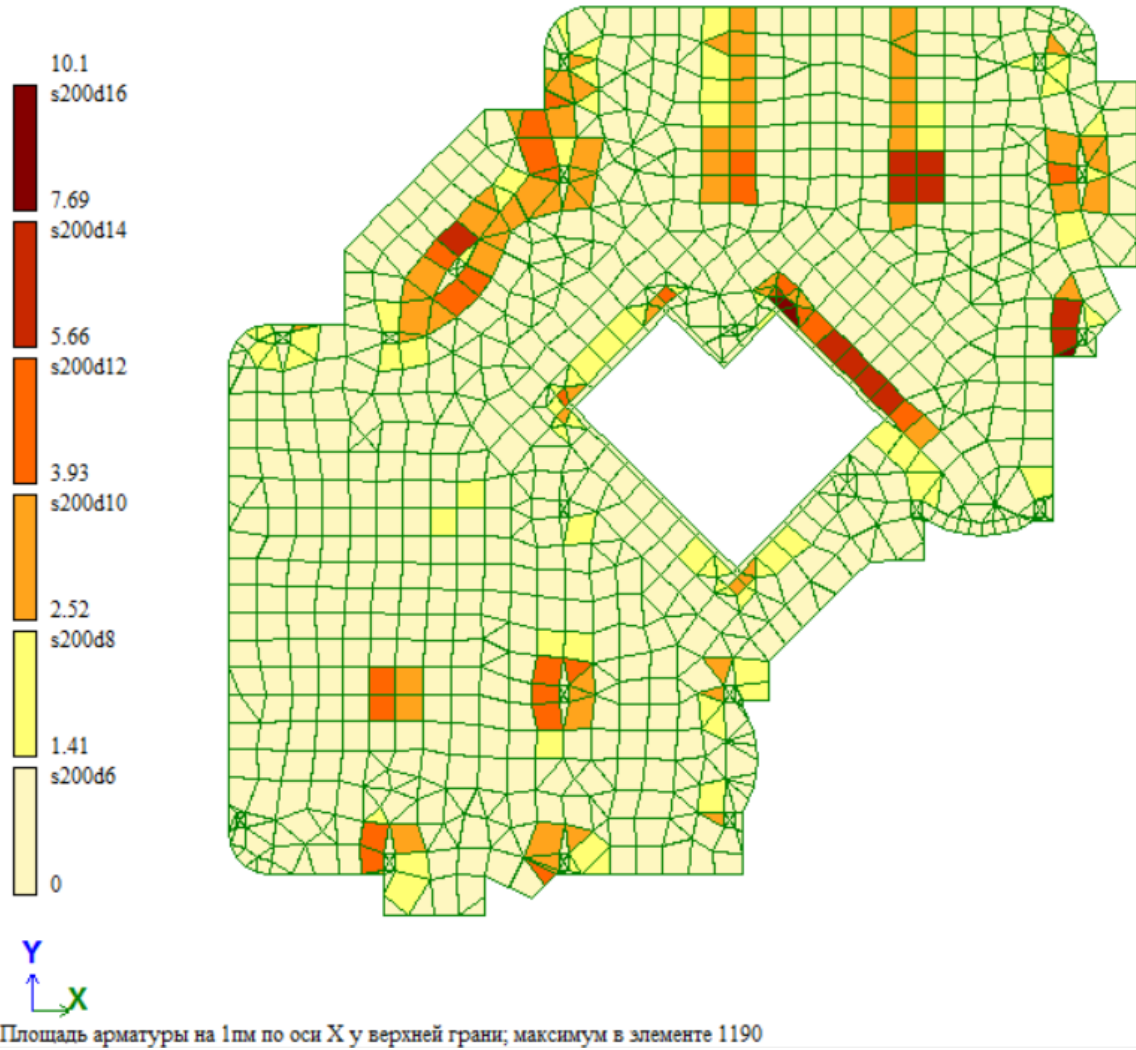 10.1
s200d16
7.69
s200d14
5.66
s200d12
3.93
s200d10
2.52
s200d8
1.41
s200d6
0
Y
X
Площадь арматуры на 1пм по оси X у верхней грани; максимум в элементе 1190